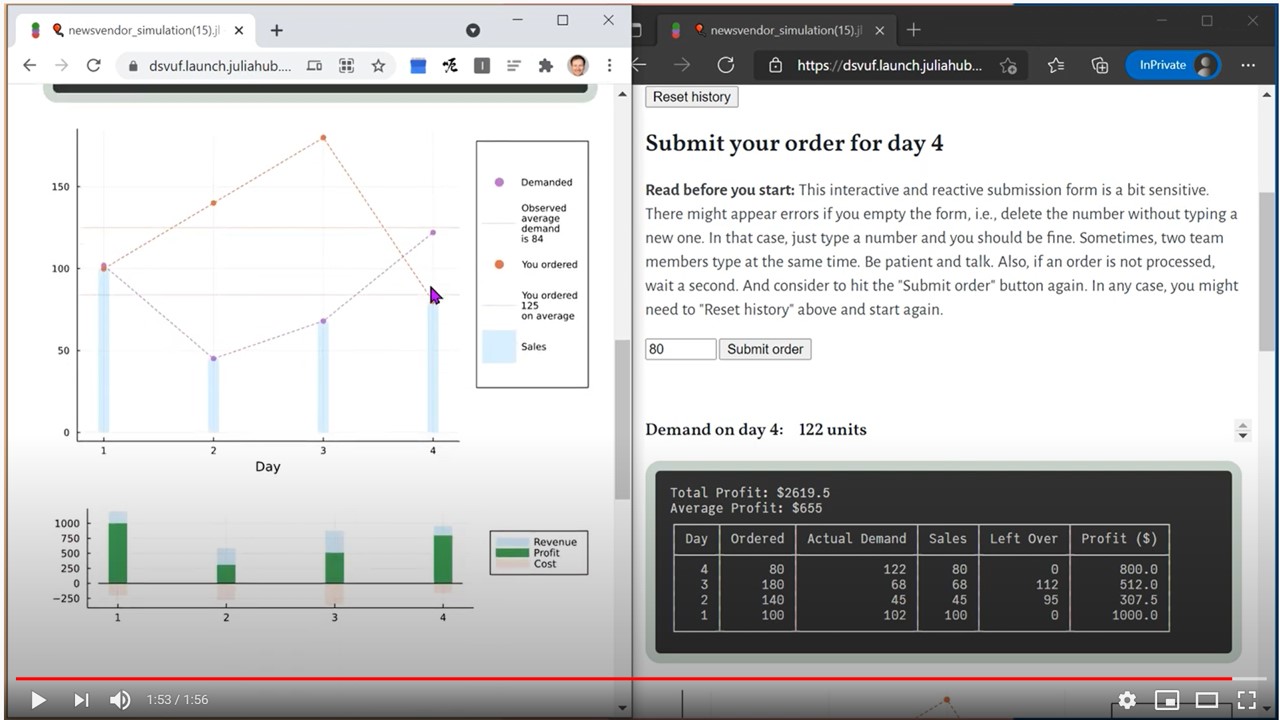 newsvendor_simulation(15).jl
dsvuf.launch.juliahub....
150
100
50
0
1 2 3 4
Day
Demanded
Observed
average
demand
is 84
You ordered
You ordered
125
on average
Sales
1000
750
500
250
0
−250
1 2 3 4
Revenue
Profit
Cost
newsvendor_simulation(15).jl
https://dsvuf.launch.juliahub...
InPrivate
Reset history
Submit your order for day 4
Read before you start: This interactive and reactive submission form is a bit sensitive.
There might appear errors if you empty the form, i.e., delete the number without typing a
new one. In that case, just type a number and you should be fine. Sometimes, two team
members type at the same time. Be patient and talk. Also, if an order is not processed,
wait a second. And consider to hit the "Submit order" button again. In any case, you might
need to "Reset history" above and start again.
80 Submit order
Demand on day 4: 122 units
Total Profit: $2619.5
Average Profit: $655
Day Ordered Actual Demand Sales Left Over Profit ($)
4 80 122 80 0 800.0
3 180 68 68 112 512.0
2 140 45 45 95 307.5
1 100 102 100 0 1000.0
1:53 / 1:56